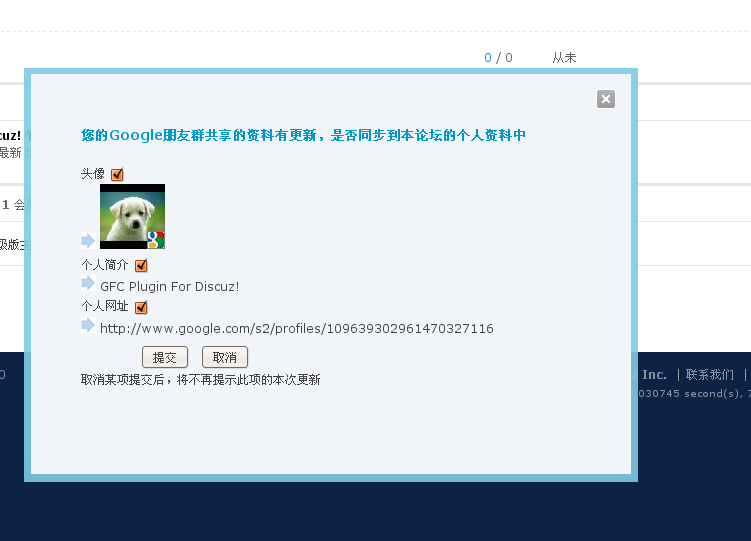 0 / 0 从未
您的Google朋友群共享的资料有更新，是否同步到本论坛的个人资料中
cuz!
最新
头像
1 会
级版主
个人简介
GFC Plugin For Discuz!
个人网址
http://www.google.com/s2/profiles/109639302961470327116
提交 取消
0 Inc. | 联系我们 |
取消某项提交后，将不再提示此项的本次更新
030745 second(s), 7